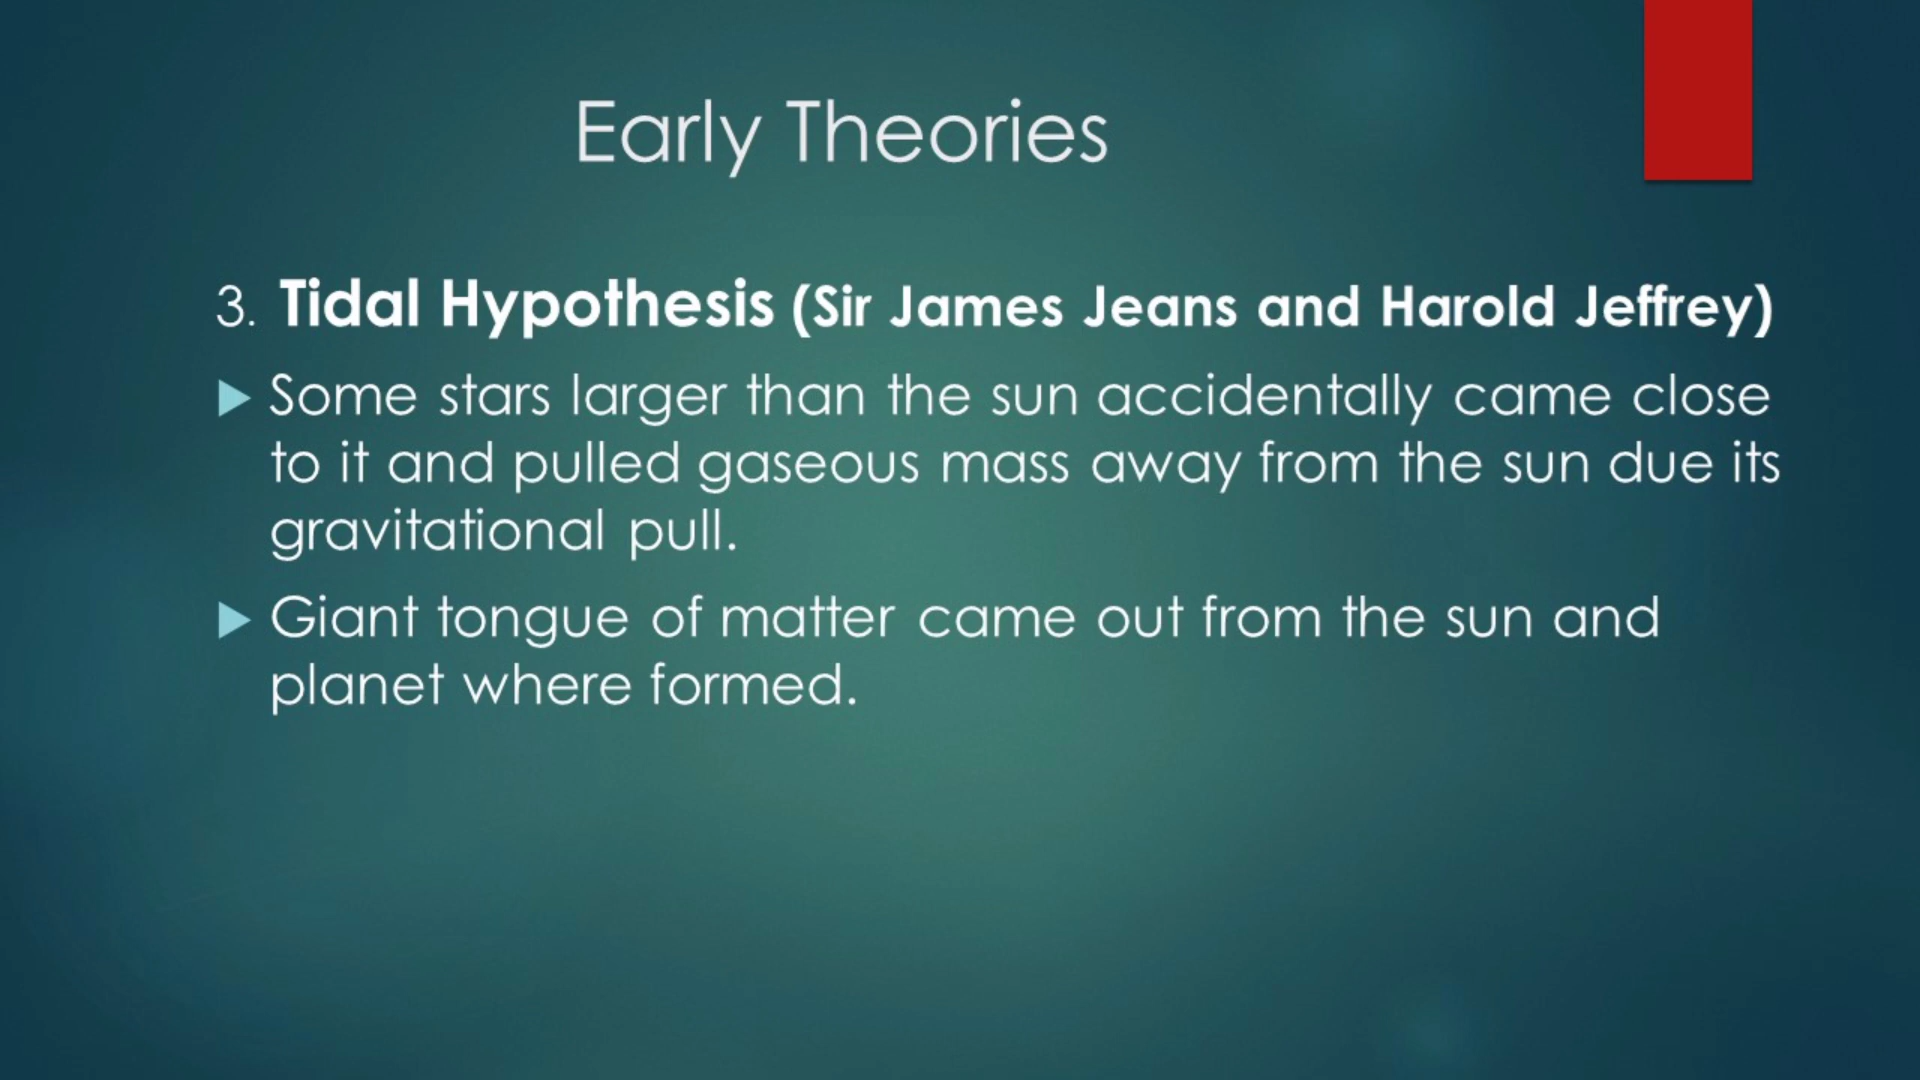 Early Theories
3. Tidal Hypothesis (Sir James Jeans and Harold Jeffrey)
Some stars larger than the sun accidentally came close
to it and pulled gaseous mass away from the sun due its
gravitational pull.
Giant tongue of matter came out from the sun and
planet where formed.